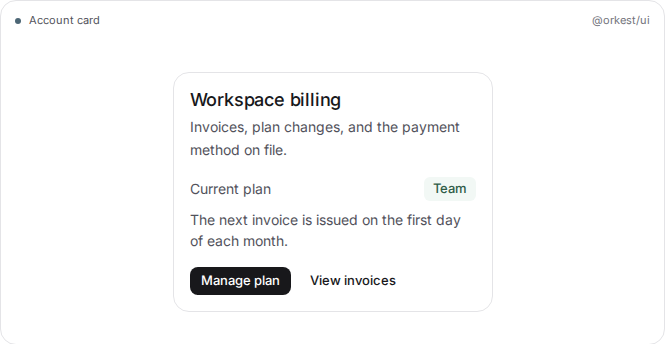 Account card
@orkest/ui
Workspace billing
Invoices, plan changes, and the payment
method on file.
Current plan
Team
The next invoice is issued on the first day
of each month.
Manage plan
View invoices